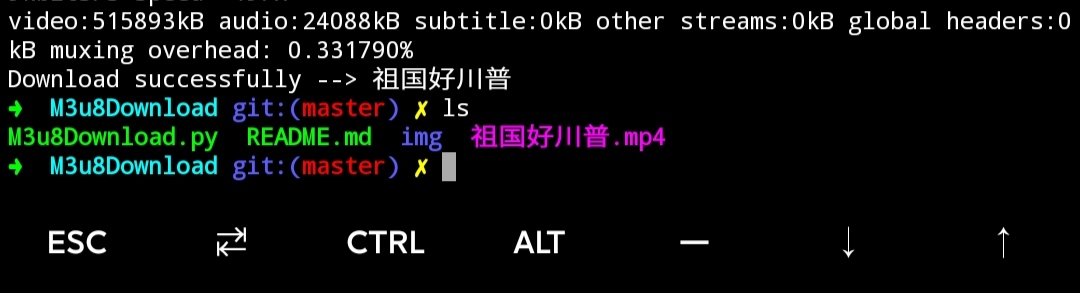 video:515893kB audio:24088kB subtitle:0kB other streams:0kB global headers:0
kB muxing overhead: 0.331790%
Download successfully --> 祖国好川普
➜ M3u8Download git:(master) ✗ ls
M3u8Download.py README.md img 祖国好川普.mp4
➜ M3u8Download git:(master) ✗
ESC ⇄ CTRL ALT — ↓ ↑